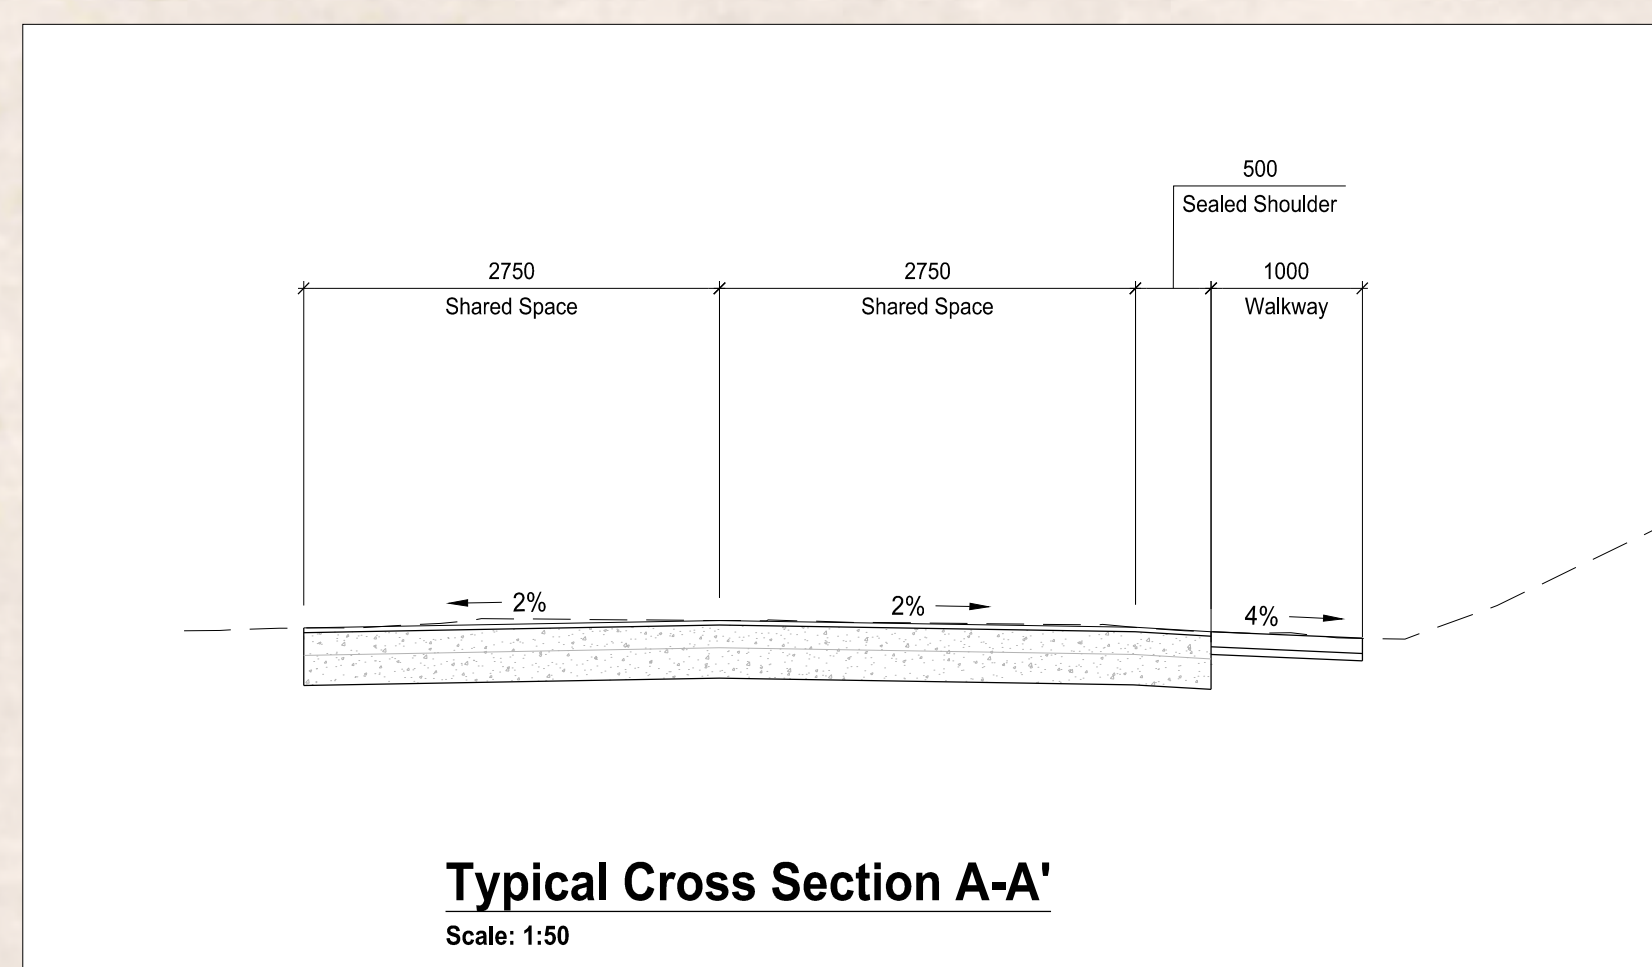 500
Sealed Shoulder
2750
2750
1000
Shared Space
Shared Space
Walkway
2%
2%
4%
Typical Cross Section A-A'
Scale: 1:50